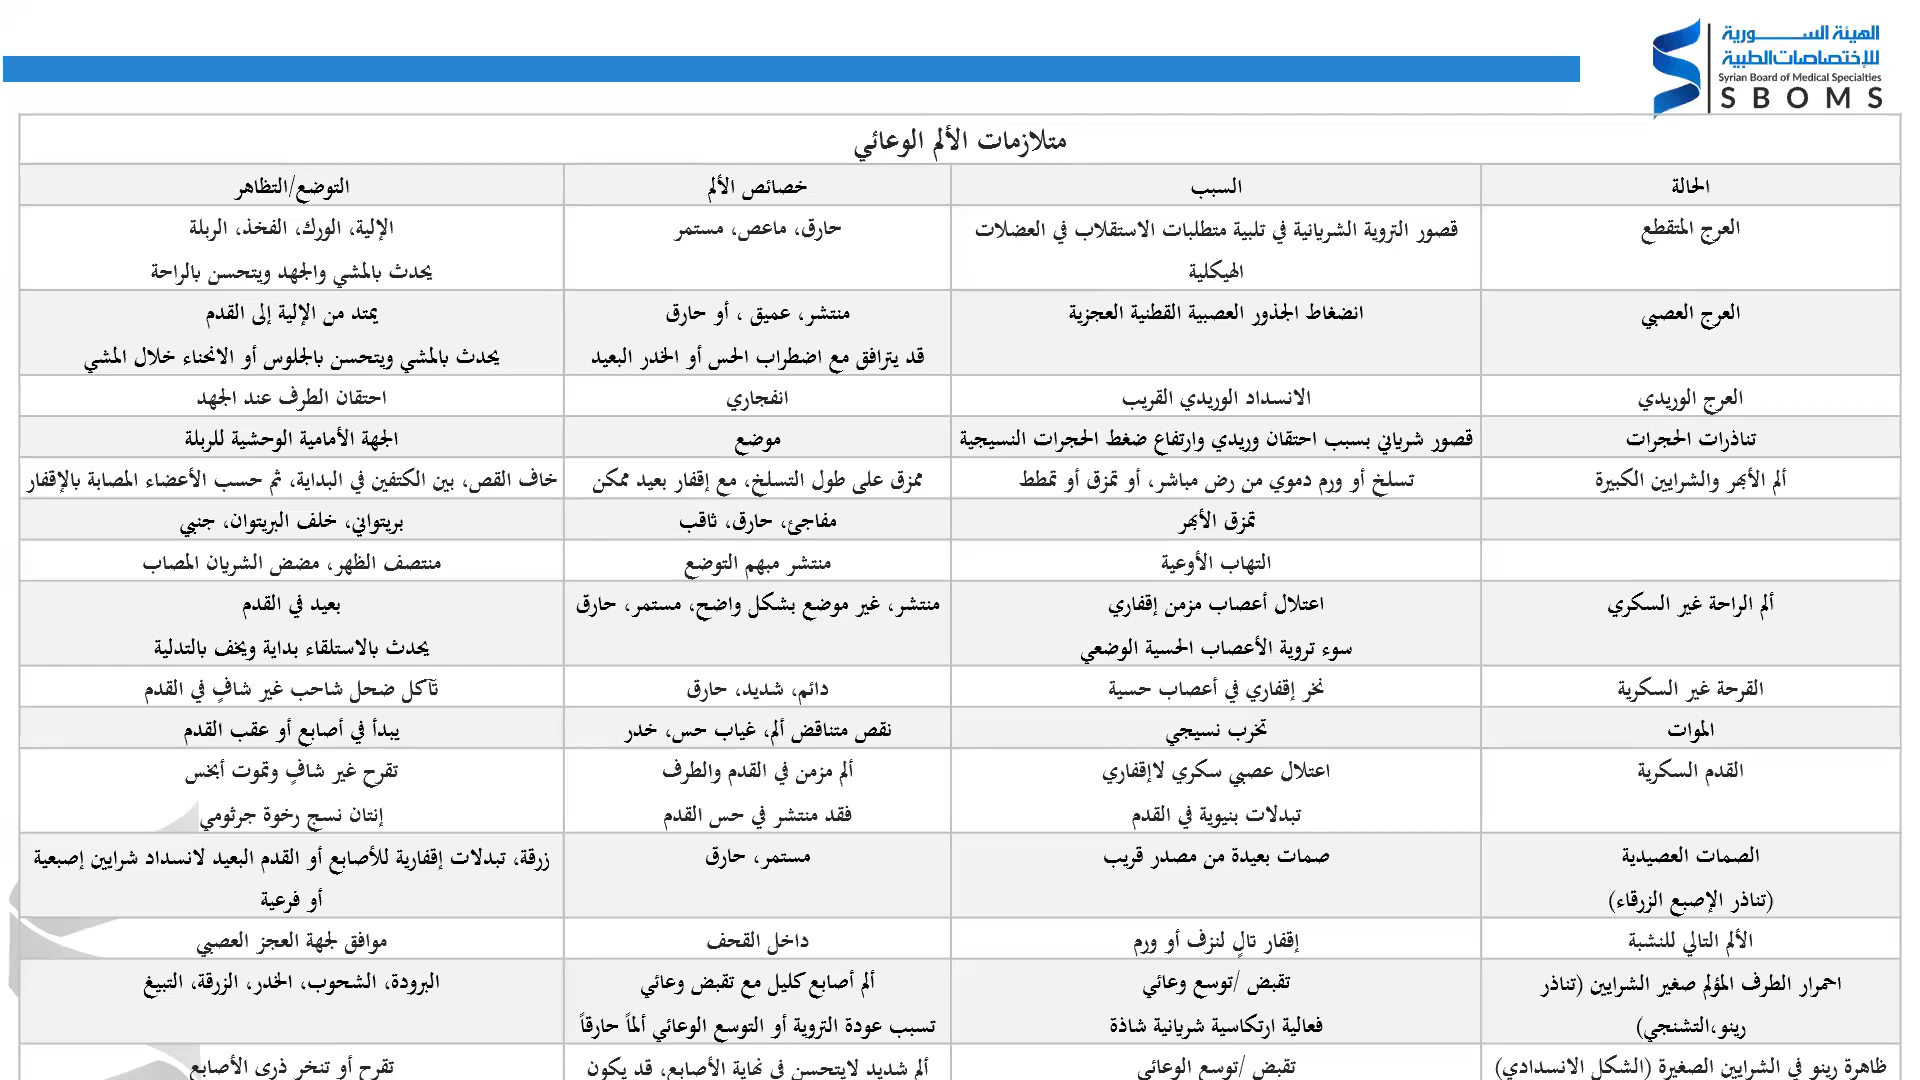 الهيئة الســـورية
للإختصاصات الطبية
Syrian Board of Medical Specialties
SBOMS
متلازمات الألم الوعائي
الحالة السبب خصائص الألم التوضع/التظاهر
العرج المتقطع قصور التروية الشريانية في تلبية متطلبات الاستقلاب في العضلات حارق، ماعص، مستمر الإلية، الورك، الفخذ، الربلة
الهيكلية يحدث بالمشي والجهد ويتحسن بالراحة
العرج العصبي انضغاط الجذور العصبية القطنية العجزية منتشر، عميق ، أو حارق يمتد من الإلية إلى القدم
قد يترافق مع اضطراب الحس أو الخدر البعيد يحدث بالمشي ويتحسن بالجلوس أو الانحناء خلال المشي
العرج الوريدي الانسداد الوريدي القريب انفجاري احتقان الطرف عند الجهد
تناذرات الحجرات قصور شرياني بسبب احتقان وريدي وارتفاع ضغط الحجرات النسيجية موضع الجهة الأمامية الوحشية للربلة
ألم الأبهر والشرايين الكبيرة تسلخ أو ورم دموي من رض مباشر، أو تمزق أو تمطط ممزق على طول التسلخ، مع إقفار بعيد ممكن خاف القص، بين الكتفين في البداية، ثم حسب الأعضاء المصابة بالإقفار
تمزق الأبهر مفاجئ، حارق، ثاقب بريتواني، خلف البريتوان، جنبي
التهاب الأوعية منتشر مبهم التوضع منتصف الظهر، مضض الشريان المصاب
ألم الراحة غير السكري اعتلال أعصاب مزمن إقفاري منتشر، غير موضع بشكل واضح، مستمر، حارق بعيد في القدم
سوء تروية الأعصاب الحسية الوضعي يحدث بالاستلقاء بداية ويخف بالتدلية
القرحة غير السكرية نخر إقفاري في أعصاب حسية دائم، شديد، حارق تآكل ضحل شاحب غير شافٍ في القدم
الموات تخرب نسيجي نقص متناقض ألم، غياب حس، خدر يبدأ في أصابع أو عقب القدم
القدم السكرية اعتلال عصبي سكري لاإقفاري ألم مزمن في القدم والطرف تقرح غير شافٍ وتموت أبخس
تبدلات بنيوية في القدم فقد منتشر في حس القدم إنتان نسج رخوة جرثومي
الصمات العصيدية صمات بعيدة من مصدر قريب مستمر، حارق زرقة، تبدلات إقفارية للأصابع أو القدم البعيد لانسداد شرايين إصبعية
(تناذر الإصبع الزرقاء) أو فرعية
الألم التالي للنشبة إقفار تالٍ لنزف أو ورم داخل القحف موافق لجهة العجز العصبي
احمرار الطرف المؤلم صغير الشرايين (تناذر تقبض /توسع وعائي ألم أصابع كليل مع تقبض وعائي البرودة، الشحوب، الخدر، الزرقة، التبيغ
رينو،التشنجي) فعالية ارتكاسية شريانية شاذة تسبب عودة التروية أو التوسع الوعائي ألماً حارقاً
ظاهرة رينو في الشرايين الصغيرة (الشكل الانسدادي) تقبض /توسع الوعائي ألم شديد لايتحسن في نهاية الأصابع، قد يكون تقرح أو تنخر ذرى الأصابع